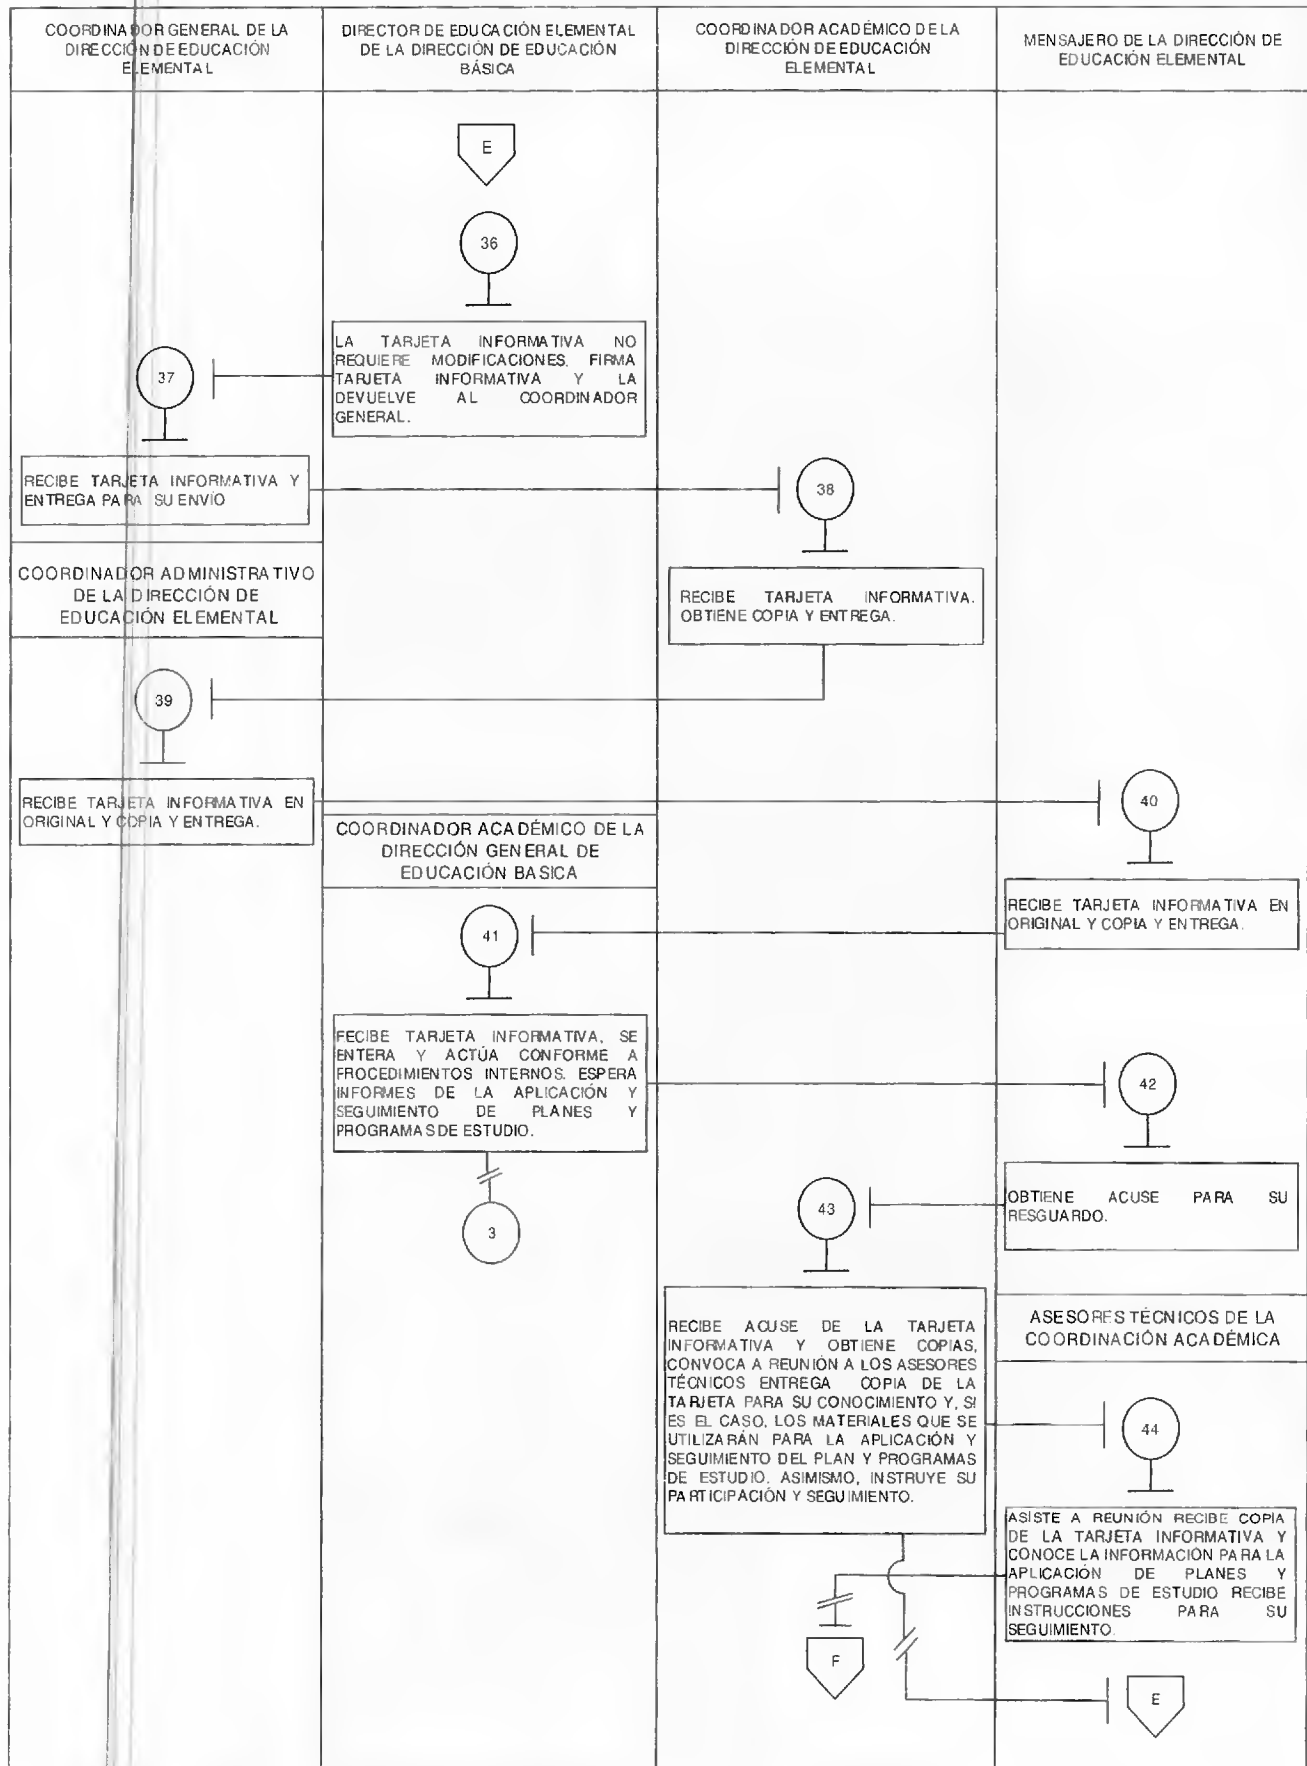 COORDINADOR GENERAL DE LA
DIRECCIÓN DE EDUCACIÓN
ELEMENTAL
DIRECTOR DE EDUCACIÓN ELEMENTAL
DE LA DIRECCIÓN DE EDUCACIÓN
BÁSICA
COORDINADOR ACADÉMICO DE LA
DIRECCIÓN DE EDUCACIÓN
ELEMENTAL
MENSAJERO DE LA DIRECCIÓN DE
EDUCACIÓN ELEMENTAL
E
36
LA TARJETA INFORMATIVA NO
REQUIERE MODIFICACIONES. FIRMA
TARJETA INFORMATIVA Y LA
DEVUELVE AL COORDINADOR
GENERAL.
37
RECIBE TARJETA INFORMATIVA Y
ENTREGA PARA SU ENVÍO
38
RECIBE TARJETA INFORMATIVA.
OBTIENE COPIA Y ENTREGA.
COORDINADOR ADMINISTRATIVO
DE LA DIRECCIÓN DE
EDUCACIÓN ELEMENTAL
39
RECIBE TARJETA INFORMATIVA EN
ORIGINAL Y COPIA Y ENTREGA.
40
RECIBE TARJETA INFORMATIVA EN
ORIGINAL Y COPIA Y ENTREGA.
COORDINADOR ACADÉMICO DE LA
DIRECCIÓN GENERAL DE
EDUCACIÓN BASICA
41
FECIBE TARJETA INFORMATIVA, SE
ENTERA Y ACTÚA CONFORME A
FROCEDIMIENTOS INTERNOS. ESPERA
INFORMES DE LA APLICACIÓN Y
SEGUIMIENTO DE PLANES Y
PROGRAMAS DE ESTUDIO.
3
42
OBTIENE ACUSE PARA SU
RESGUARDO.
43
RECIBE ACUSE DE LA TARJETA
INFORMATIVA Y OBTIENE COPIAS,
CONVOCA A REUNIÓN A LOS ASESORES
TÉCNICOS ENTREGA COPIA DE LA
TARJETA PARA SU CONOCIMIENTO Y, SI
ES EL CASO, LOS MATERIALES QUE SE
UTILIZARÁN PARA LA APLICACIÓN Y
SEGUIMIENTO DEL PLAN Y PROGRAMAS
DE ESTUDIO. ASIMISMO, INSTRUYE SU
PARTICIPACIÓN Y SEGUIMIENTO.
ASESORES TÉCNICOS DE LA
COORDINACIÓN ACADÉMICA
44
ASISTE A REUNIÓN RECIBE COPIA
DE LA TARJETA INFORMATIVA Y
CONOCE LA INFORMACIÓN PARA LA
APLICACIÓN DE PLANES Y
PROGRAMAS DE ESTUDIO RECIBE
INSTRUCCIONES PARA SU
SEGUIMIENTO.
F
E